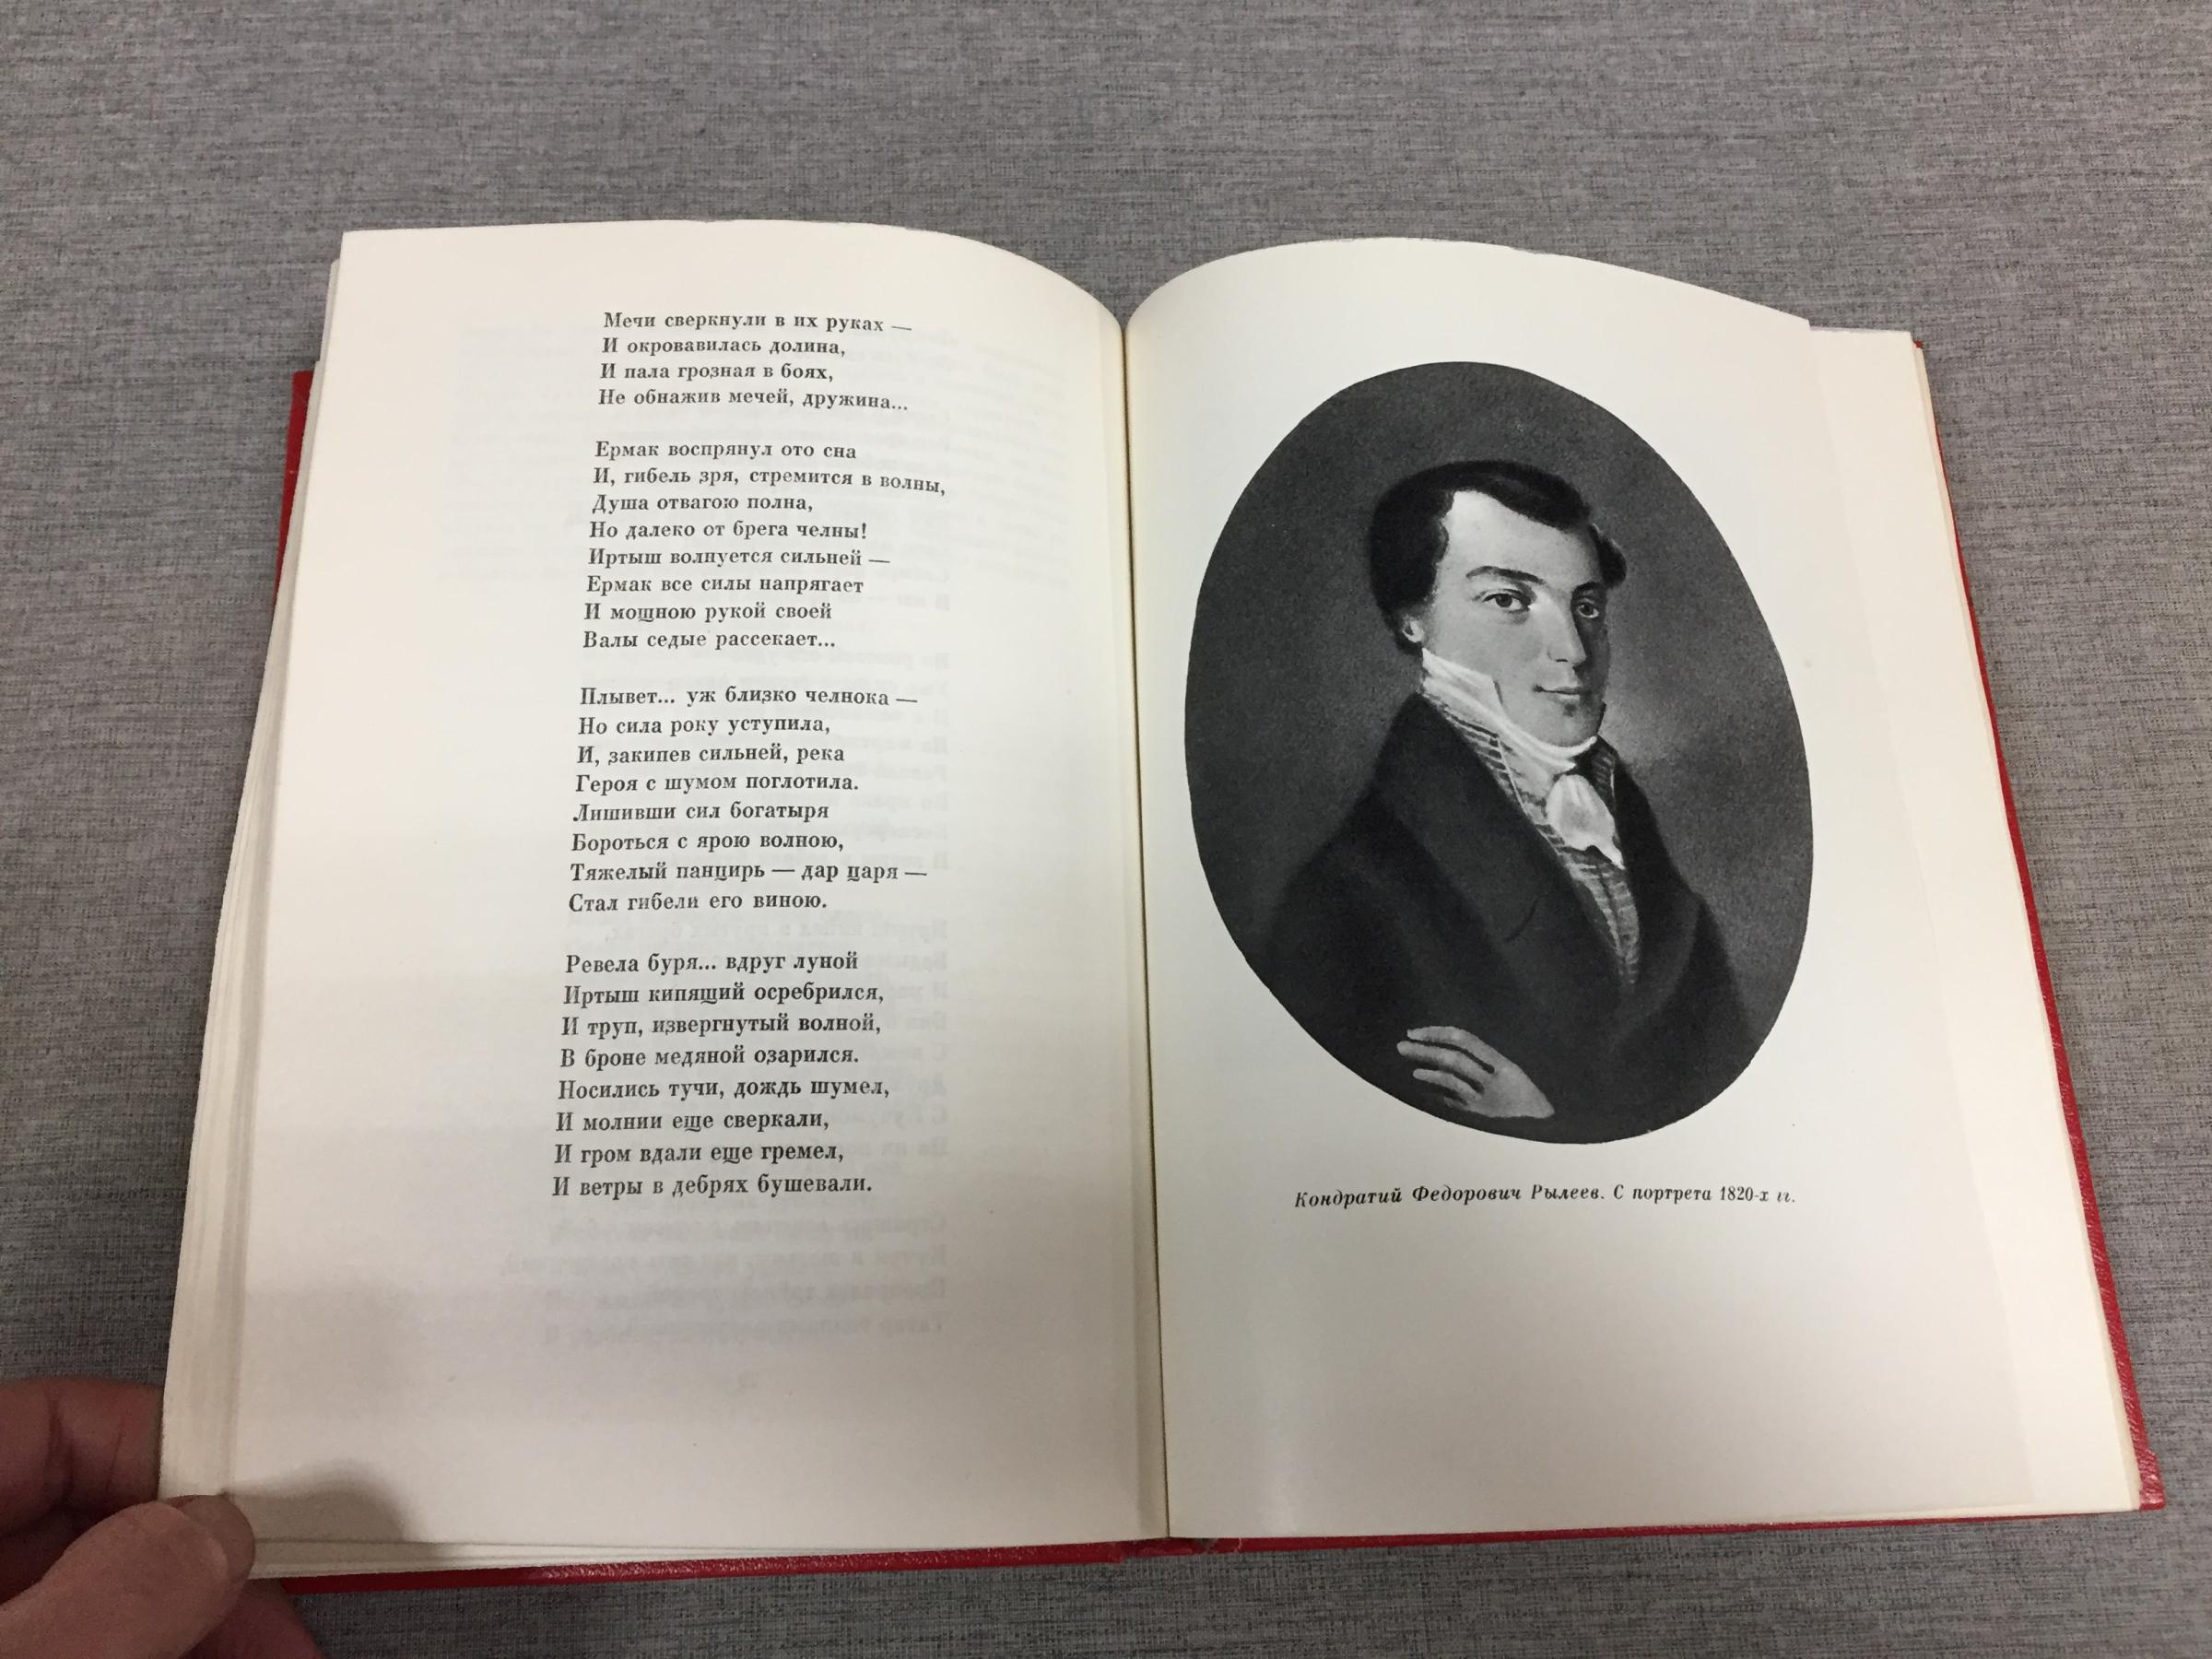 Мечи сверкнули в их руках —
И окровавилась долина,
И пала грозная в боях,
Не обнажив мечей, дружина...
Ермак воспрянул ото сна
И, гибель зря, стремится в волны,
Душа отвагою полна,
Но далеко от брега челны!
Иртыш волнуется сильней —
Ермак все силы напрягает
И мощною рукой своей
Валы седые рассекает...
Плывет... уж близко челнока —
Но сила року уступила,
И, закипев сильней, река
Героя с шумом поглотила.
Лишивши сил богатыря
Бороться с ярою волною,
Тяжелый панцирь — дар царя —
Стал гибели его виною.
Ревела буря... вдруг луной
Иртыш кипящий осребрился,
И труп, извергнутый волной,
В броне медяной озарился.
Носились тучи, дождь шумел,
И молнии еще сверкали,
И гром вдали еще гремел,
И ветры в дебрях бушевали.
Кондратий Федорович Рылеев. С портрета 1820-х гг.